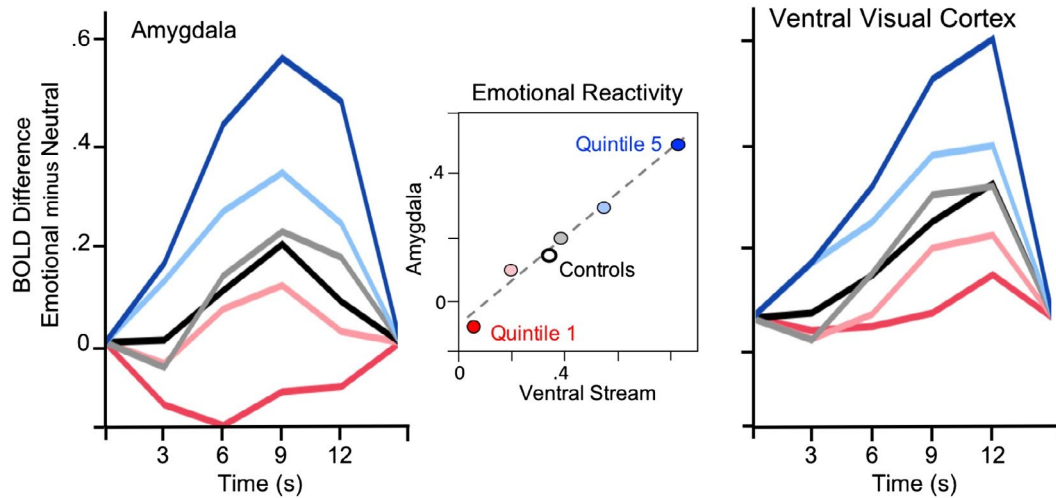 Amygdala
BOLD Difference
Emotional minus Neutral
.6
.4
.2
0
3 6 9 12
Time (s)
Emotional Reactivity
Amygdala
.4
0
Quintile 5
Controls
Quintile 1
0 .4
Ventral Stream
Ventral Visual Cortex
3 6 9 12
Time (s)